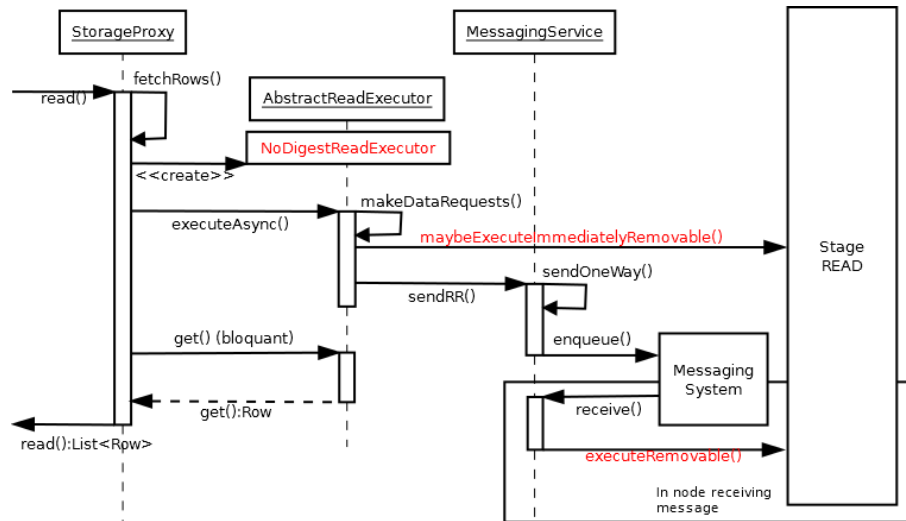 StorageProxy
MessagingService
fetchRows()
read()
AbstractReadExecutor
NoDigestReadExecutor
<<create>>
makeDataRequests()
executeAsync()
maybeExecuteImmediatelyRemovable()
Stage
READ
sendOneWay()
sendRR()
get() (bloquant)
enqueue()
Messaging
System
get():Row
receive()
read():List<Row>
executeRemovable()
In node receiving
message